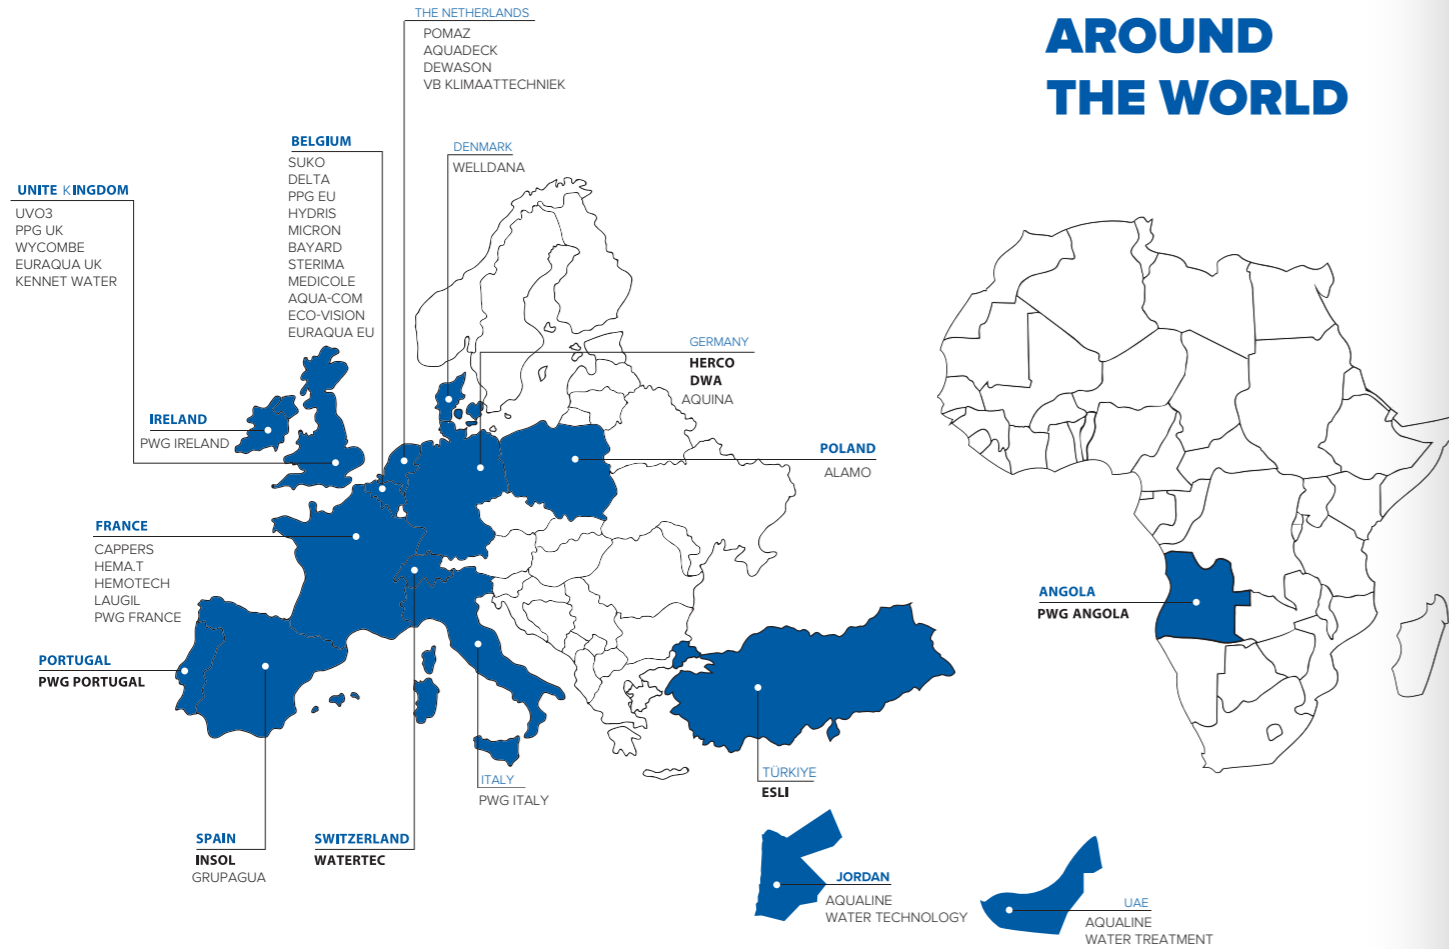 AROUND
THE WORLD
THE NETHERLANDS
POMAZ
AQUADECK
DEWASON
VB KLIMAATTECHNIEK
BELGIUM
SUKO
DELTA
PPG EU
HYDRIS
MICRON
BAYARD
STERIMA
MEDICOLE
AQUA-COM
ECO-VISION
EURAQUA EU
DENMARK
WELLDANA
UNITE KINGDOM
UVO3
PPG UK
WYCOMBE
EURAQUA UK
KENNET WATER
GERMANY
HERCO
DWA
AQUINA
IRELAND
PWG IRELAND
POLAND
ALAMO
FRANCE
CAPPERS
HEMA.T
HEMOTECH
LAUGIL
PWG FRANCE
ANGOLA
PWG ANGOLA
PORTUGAL
PWG PORTUGAL
ITALY
PWG ITALY
TÜRKIYE
ESLI
SPAIN
INSOL
GRUPAGUA
SWITZERLAND
WATERTEC
JORDAN
AQUALINE
WATER TECHNOLOGY
UAE
AQUALINE
WATER TREATMENT